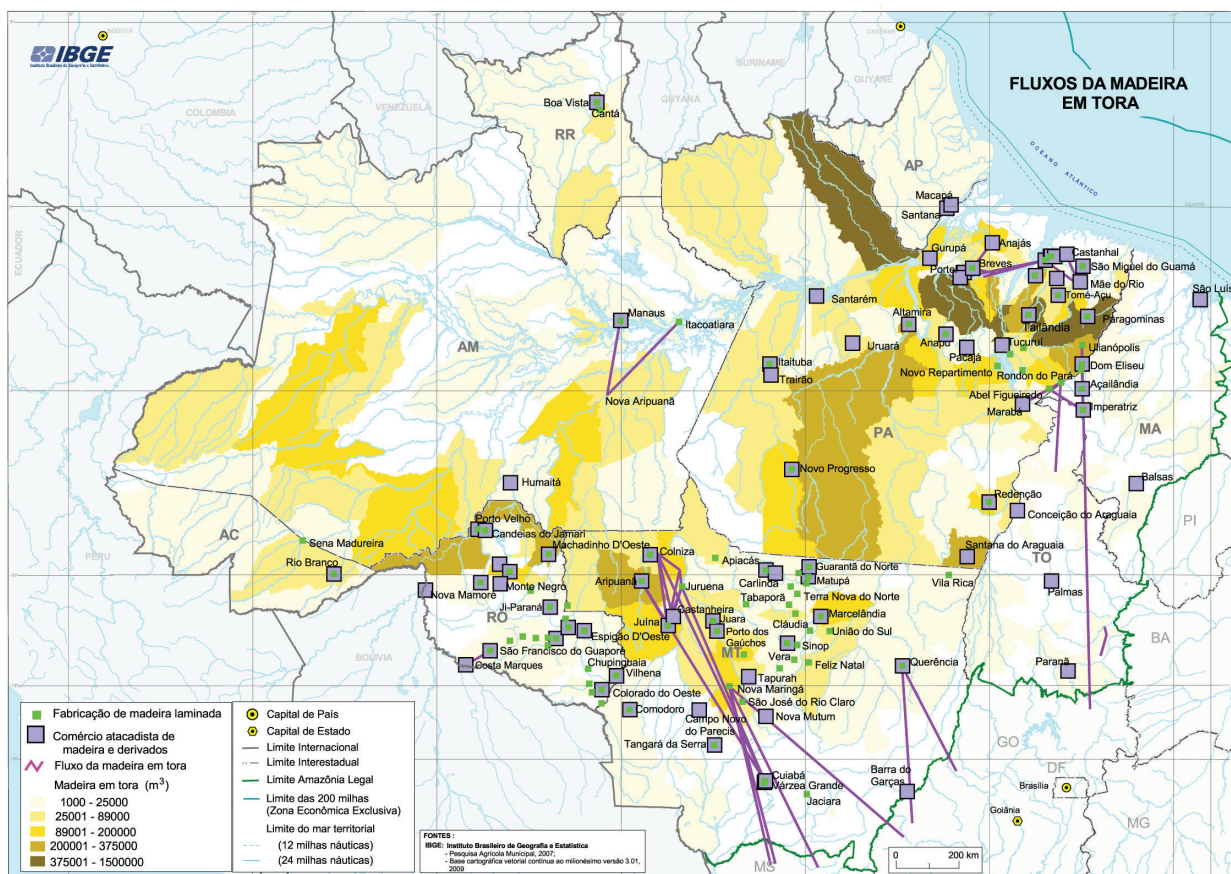 BOGOTÁ
CAYENNE
IBGE
Instituto Brasileiro de Geografia e Estatística
FLUXOS DA MADEIRA
EM TORA
COLOMBIA
VENEZUELA
GUYANA
SURINAME
GUYANE
ECUADOR
PERU
BOLIVIA
OCEANO ATLÂNTICO
RR
AP
AM
PA
MA
PI
AC
RO
MT
TO
BA
GO
DF
MG
MS
Boa Vista
Cantá
Macapá
Santana
Anajás
Gurupá
Breves
Portel
Castanhal
São Miguel do Guamá
Mãe do Rio
Tomé-Açu
São Luís
Santarém
Manaus
Itacoatiara
Altamira
Tailândia
Paragominas
Uruará
Anapu
Pacajá
Tucuruí
Ulianópolis
Itaituba
Trairão
Novo Repartimento
Rondon do Pará
Dom Eliseu
Nova Aripuanã
Abel Figueiredo
Açailândia
Marabá
Imperatriz
Novo Progresso
Balsas
Humaitá
Redenção
Conceição do Araguaia
Porto Velho
Candeias do Jamari
Sena Madureira
Machadinho D'Oeste
Colniza
Santana do Araguaia
Rio Branco
Apiacás
Guarantã do Norte
Aripuanã
Carlinda
Matupá
Vila Rica
Palmas
Monte Negro
Juruena
Nova Mamoré
Tabaporã
Terra Nova do Norte
Ji-Paraná
Castanheira
Marcelândia
Juína
Juara
Cláudia
Espigão D'Oeste
Porto dos
Gaúchos
União do Sul
São Francisco do Guaporé
Sinop
Vera
Costa Marques
Chupinguaia
Feliz Natal
Querência
Paranã
Vilhena
Tapurah
Colorado do Oeste
Nova Maringá
São José do Rio Claro
Comodoro
Campo Novo
do Parecis
Nova Mutum
Tangará da Serra
Cuiabá
Várzea Grande
Jaciara
Barra do
Garças
Brasília
Goiânia
Fabricação de madeira laminada
Comércio atacadista de
madeira e derivados
Fluxo da madeira em tora
Madeira em tora (m³)
1000 - 25000
25001 - 89000
89001 - 200000
200001 - 375000
375001 - 1500000
Capital de País
Capital de Estado
Limite Internacional
Limite Interestadual
Limite Amazônia Legal
Limite das 200 milhas
(Zona Econômica Exclusiva)
Limite do mar territorial
(12 milhas náuticas)
(24 milhas náuticas)
FONTES :
IBGE: Instituto Brasileiro de Geografia e Estatística
- Pesquisa Agrícola Municipal, 2007;
- Base cartográfica vetorial contínua ao milionésimo versão 3.01,
2009
0 200 km